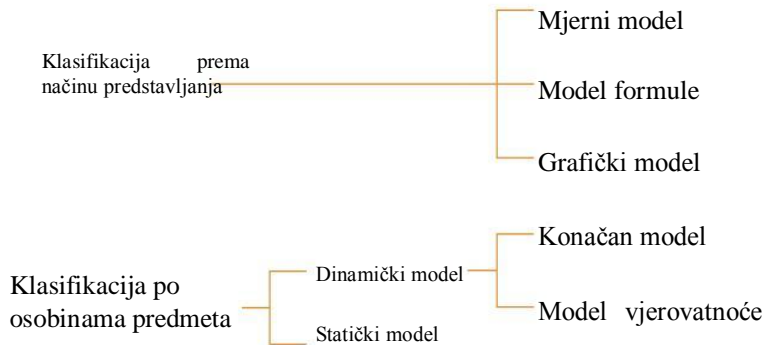 Mjerni model
Klasifikacija prema
načinu predstavljanja
Model formule
Grafički model
Konačan model
Dinamički model
Klasifikacija po
osobinama predmeta
Model vjerovatnoće
Statički model